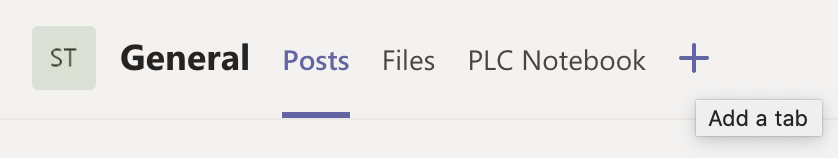 ST General Posts Files PLC Notebook +
Add a tab